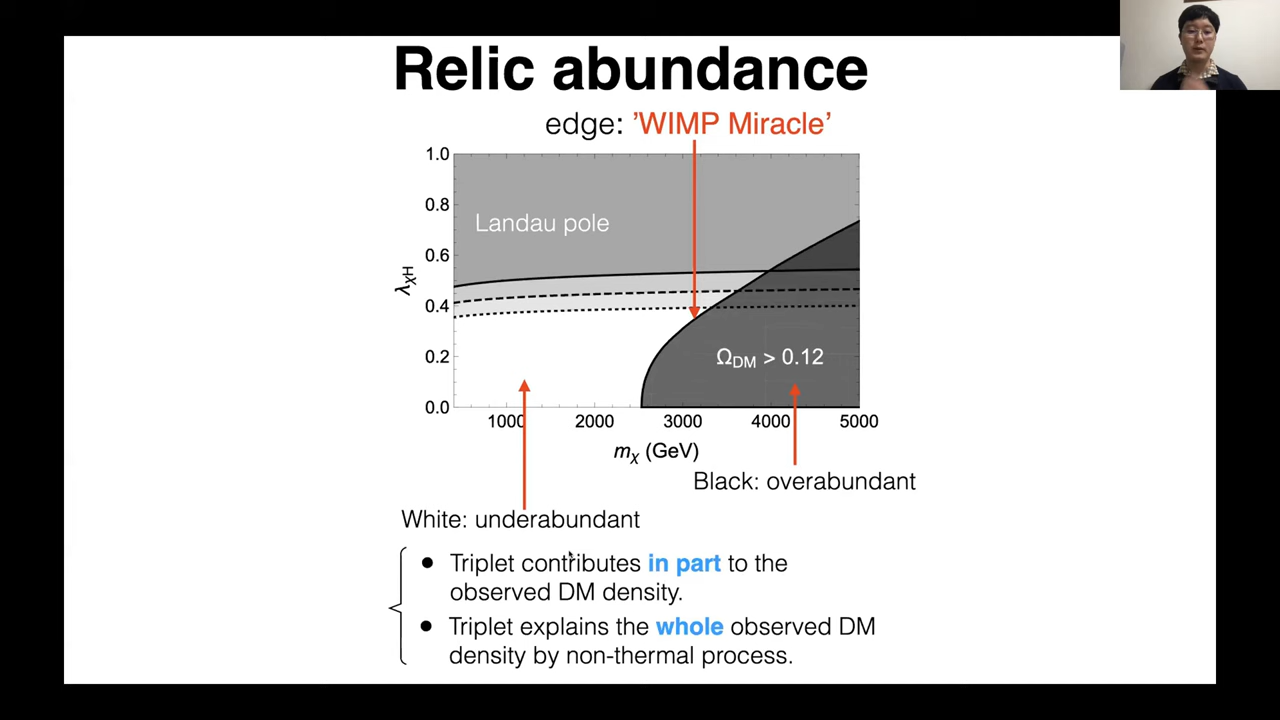 Relic abundance
edge: 'WIMP Miracle'
1.0
0.8
0.6
0.4
0.2
0.0
λχH
Landau pole
ΩDM > 0.12
1000
2000
3000
4000
5000
mχ (GeV)
Black: overabundant
White: underabundant
• Triplet contributes in part to the
observed DM density.
• Triplet explains the whole observed DM
density by non-thermal process.